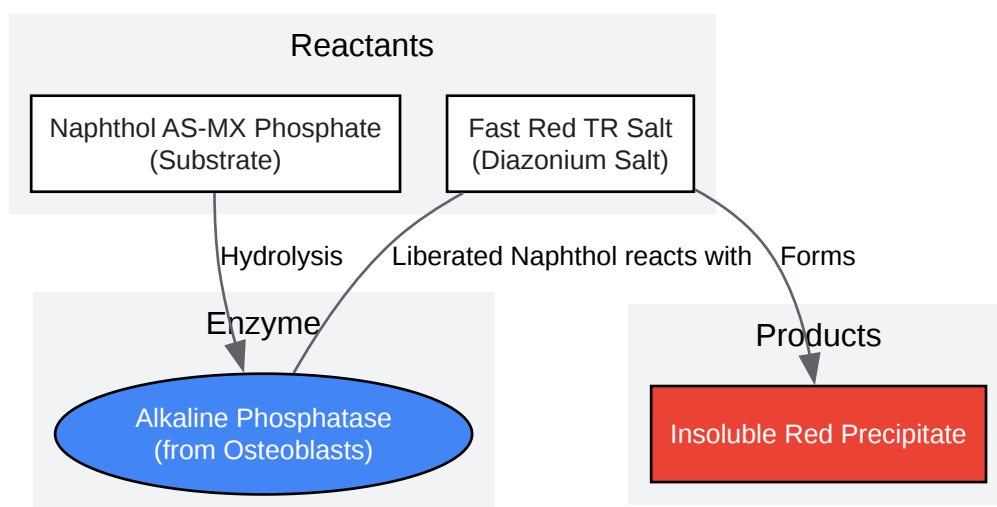 Reactants
Naphthol AS-MX Phosphate
(Substrate)
Fast Red TR Salt
(Diazonium Salt)
Hydrolysis
Liberated Naphthol reacts with
Forms
Enzyme
Products
Alkaline Phosphatase
(from Osteoblasts)
Insoluble Red Precipitate